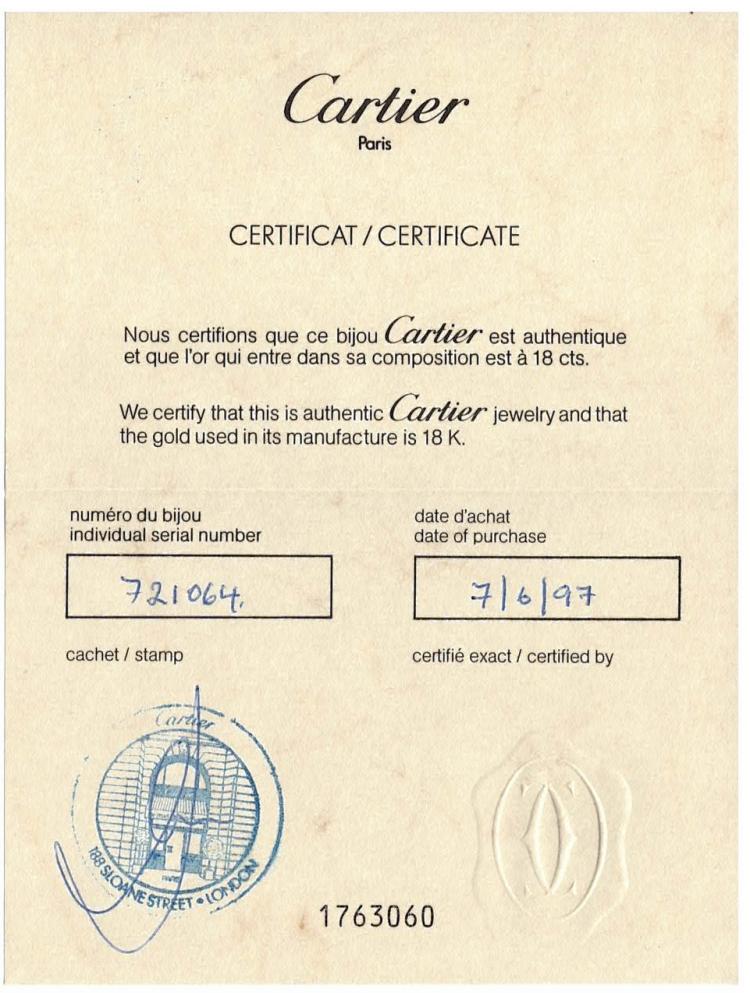 Cartier
Paris
CERTIFICAT / CERTIFICATE
Nous certifions que ce bijou Cartier est authentique
et que l'or qui entre dans sa composition est à 18 cts.
We certify that this is authentic Cartier jewelry and that
the gold used in its manufacture is 18 K.
numéro du bijou
individual serial number
721064.
date d'achat
date of purchase
7/6/97
cachet / stamp
certifié exact / certified by
Cartier
188 SLOANE STREET • LONDON
1763060